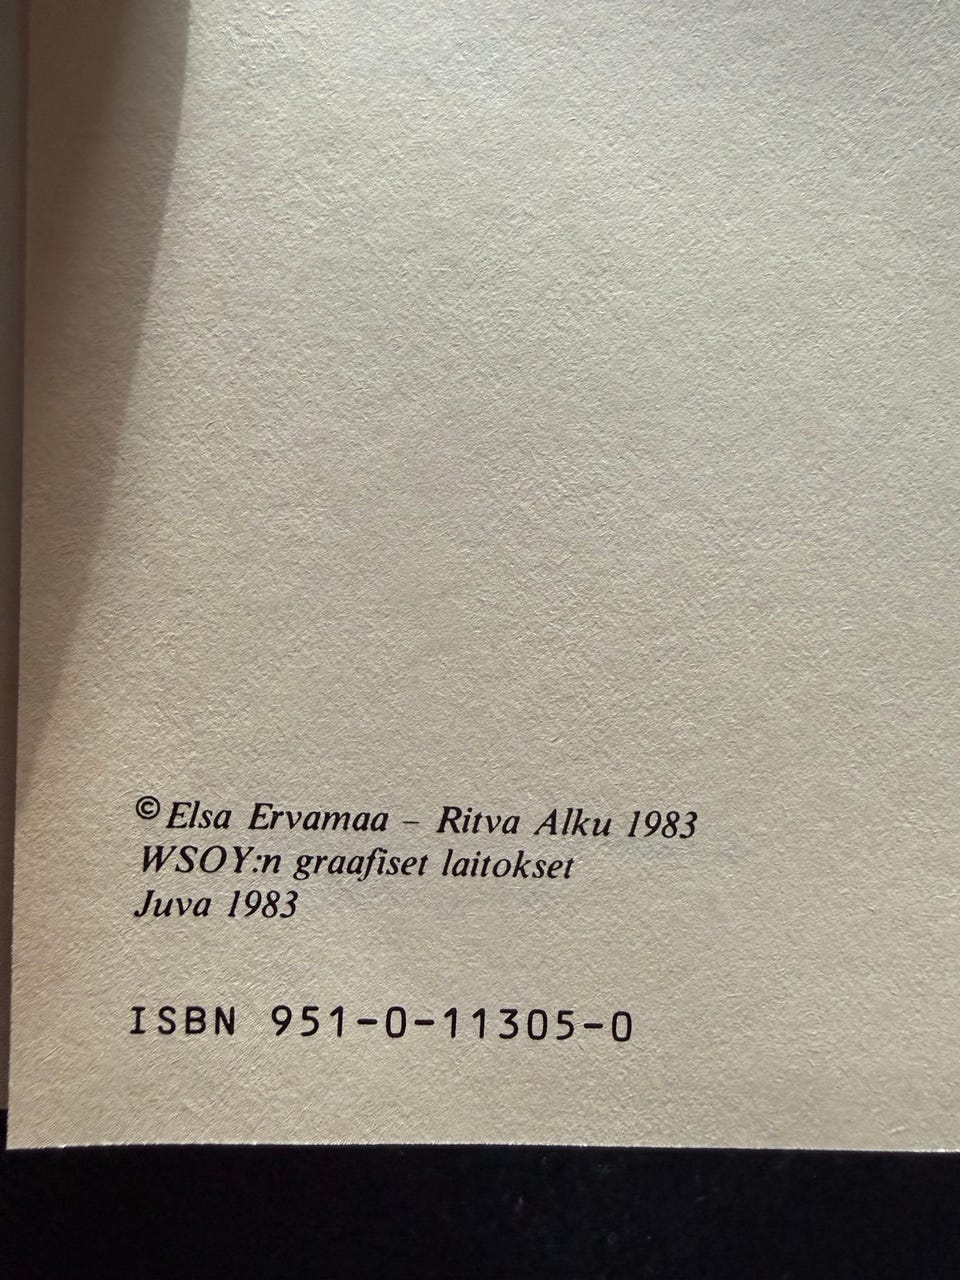 © Elsa Ervamaa – Ritva Alku 1983
WSOY:n graafiset laitokset
Juva 1983
ISBN 951-0-11305-0